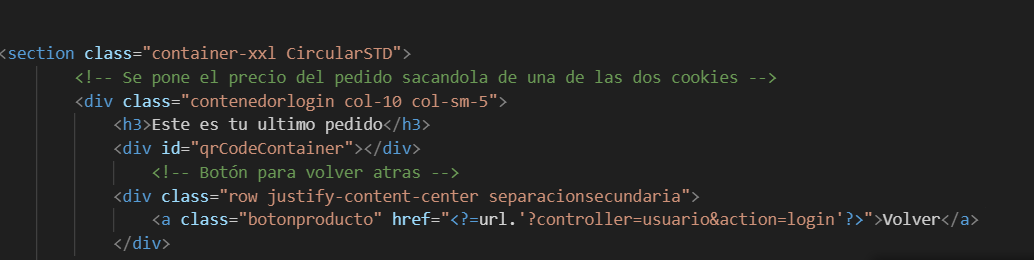 <section class="container-xxl CircularSTD">
<!-- Se pone el precio del pedido sacandola de una de las dos cookies -->
<div class="contenedorlogin col-10 col-sm-5">
<h3>Este es tu ultimo pedido</h3>
<div id="qrCodeContainer"></div>
<!-- Botón para volver atras -->
<div class="row justify-content-center separacionsecundaria">
<a class="botonproducto" href="<?=url.'?controller=usuario&action=login'?>">Volver</a>
</div>